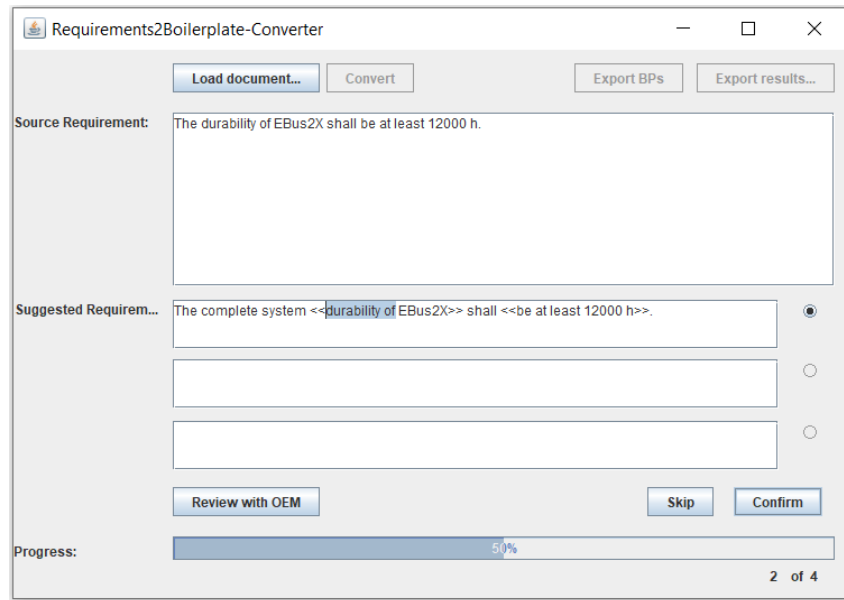 Requirements2Boilerplate-Converter
Load document... Convert Export BPs Export results...
Source Requirement: The durability of EBus2X shall be at least 12000 h.
Suggested Requirem... The complete system <<durability of EBus2X>> shall <<be at least 12000 h>>.
Review with OEM Skip Confirm
Progress: 50%
2 of 4